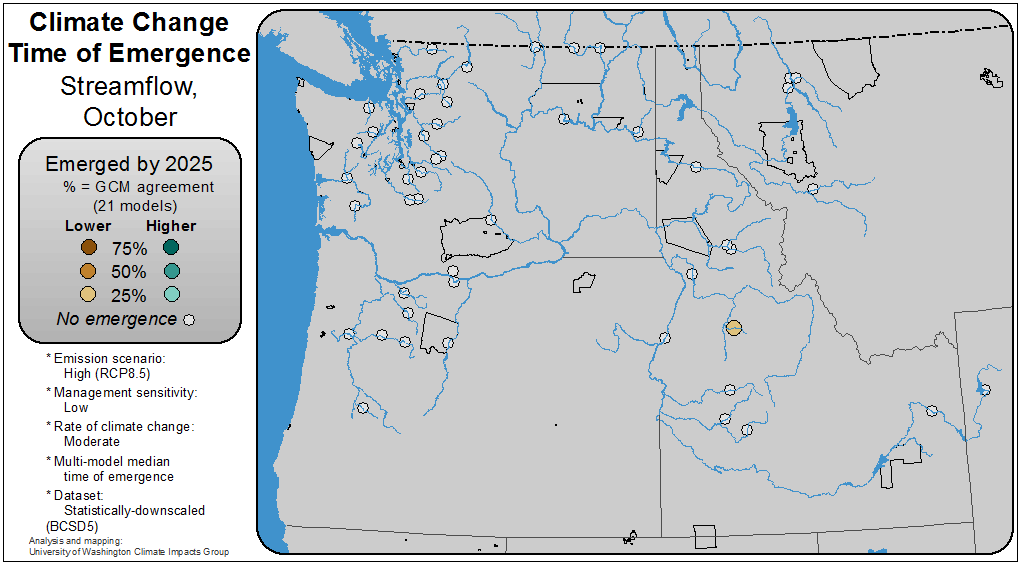 Climate Change
Time of Emergence
Streamflow,
October
Emerged by 2025
% = GCM agreement
(21 models)
Lower Higher
75%
50%
25%
No emergence
* Emission scenario:
High (RCP8.5)
* Management sensitivity:
Low
* Rate of climate change:
Moderate
* Multi-model median
time of emergence
* Dataset:
Statistically-downscaled
(BCSD5)
Analysis and mapping:
University of Washington Climate Impacts Group